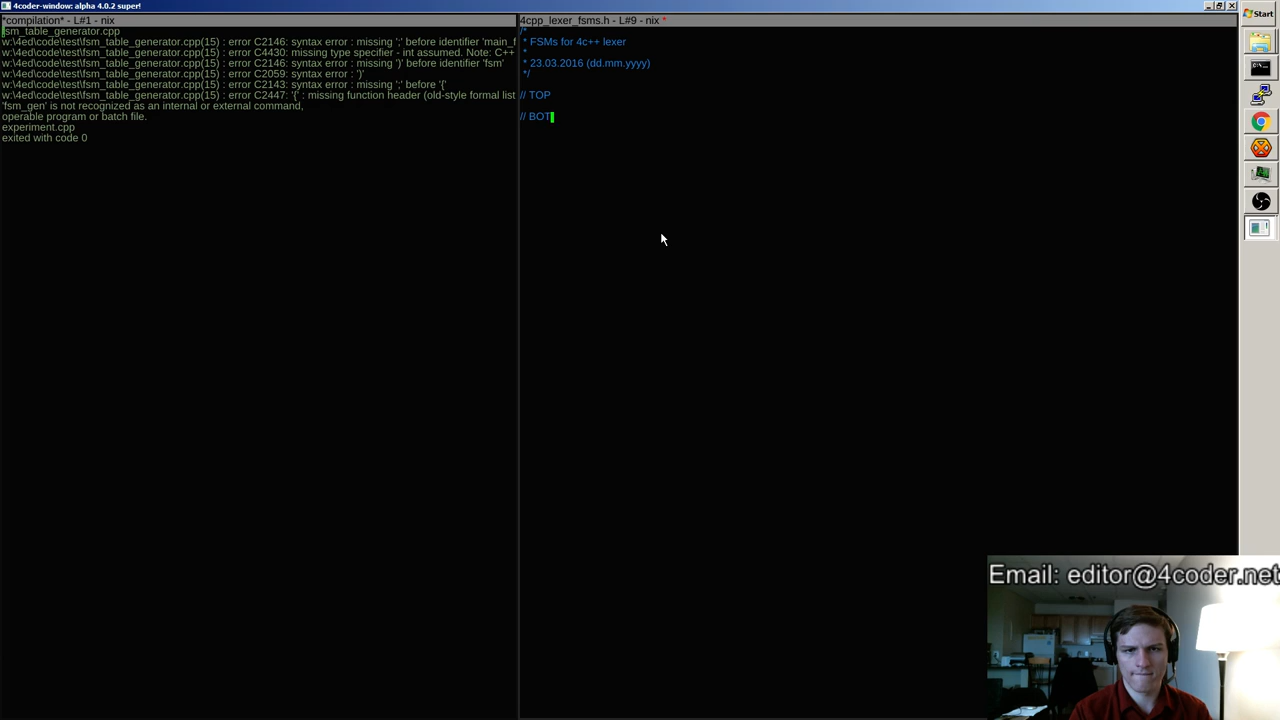 4coder-window: alpha 4.0.2 super!
*compilation* - L#1 - nix
fsm_table_generator.cpp
w:\4ed\code\test\fsm_table_generator.cpp(15) : error C2146: syntax error : missing ';' before identifier 'main_f
w:\4ed\code\test\fsm_table_generator.cpp(15) : error C4430: missing type specifier - int assumed. Note: C++
w:\4ed\code\test\fsm_table_generator.cpp(15) : error C2146: syntax error : missing ')' before identifier 'fsm'
w:\4ed\code\test\fsm_table_generator.cpp(15) : error C2059: syntax error : ')'
w:\4ed\code\test\fsm_table_generator.cpp(15) : error C2143: syntax error : missing ';' before '{'
w:\4ed\code\test\fsm_table_generator.cpp(15) : error C2447: '{' : missing function header (old-style formal list
'fsm_gen' is not recognized as an internal or external command,
operable program or batch file.
experiment.cpp
exited with code 0
4cpp_lexer_fsms.h - L#9 - nix *
/*
* FSMs for 4c++ lexer
*
* 23.03.2016 (dd.mm.yyyy)
*/
// TOP
// BOT
Start
Email: editor@4coder.net